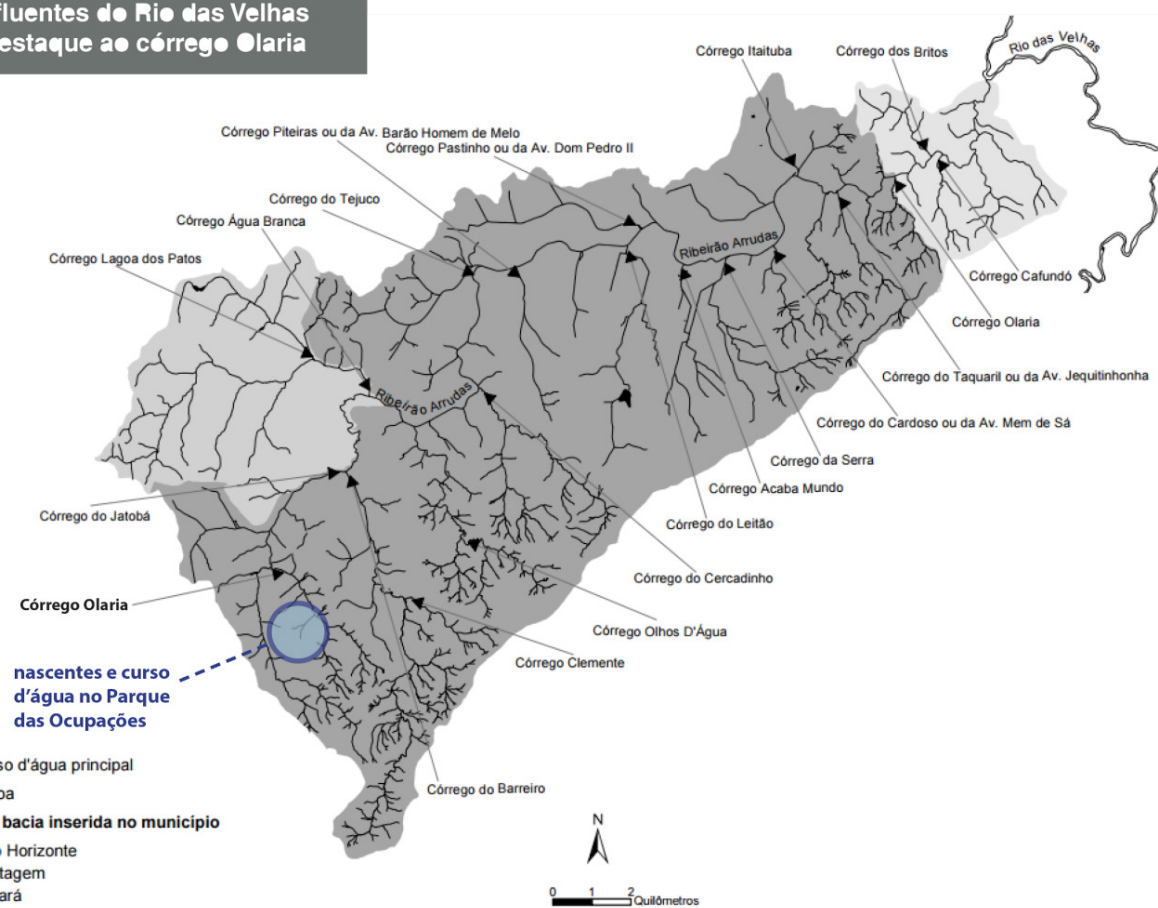 fluentes do Rio das Velhas
estaque ao córrego Olaria
Córrego Itaituba
Córrego dos Britos
Rio das Velhas
Córrego Piteiras ou da Av. Barão Homem de Melo
Córrego Pastinho ou da Av. Dom Pedro II
Córrego do Tejuco
Córrego Água Branca
Córrego Lagoa dos Patos
Ribeirão Arrudas
Córrego Cafundó
Córrego Olaria
Córrego do Taquaril ou da Av. Jequitinhonha
Ribeirão Arrudas
Córrego do Cardoso ou da Av. Mem de Sá
Córrego da Serra
Córrego Acaba Mundo
Córrego do Jatobá
Córrego do Leitão
Córrego do Cercadinho
Córrego Olaria
Córrego Olhos D'Água
Córrego Clemente
nascentes e curso
d'água no Parque
das Ocupações
so d'água principal
Córrego do Barreiro
oa
bacia inserida no município
o Horizonte
tagem
ará
N
0 1 2
Quilômetros